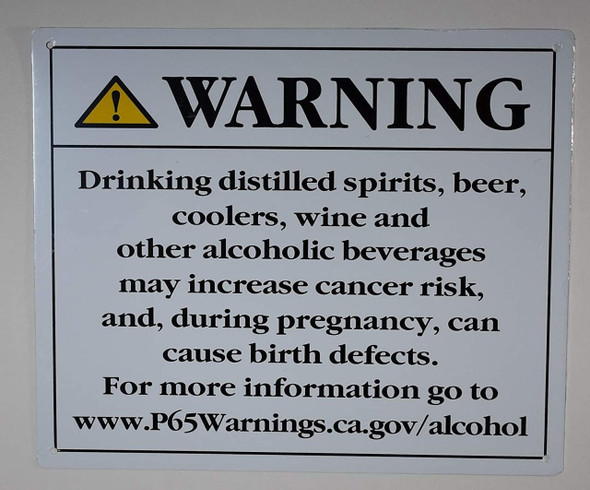 WARNING
Drinking distilled spirits, beer,
coolers, wine and
other alcoholic beverages
may increase cancer risk,
and, during pregnancy, can
cause birth defects.
For more information go to
www.P65Warnings.ca.gov/alcohol